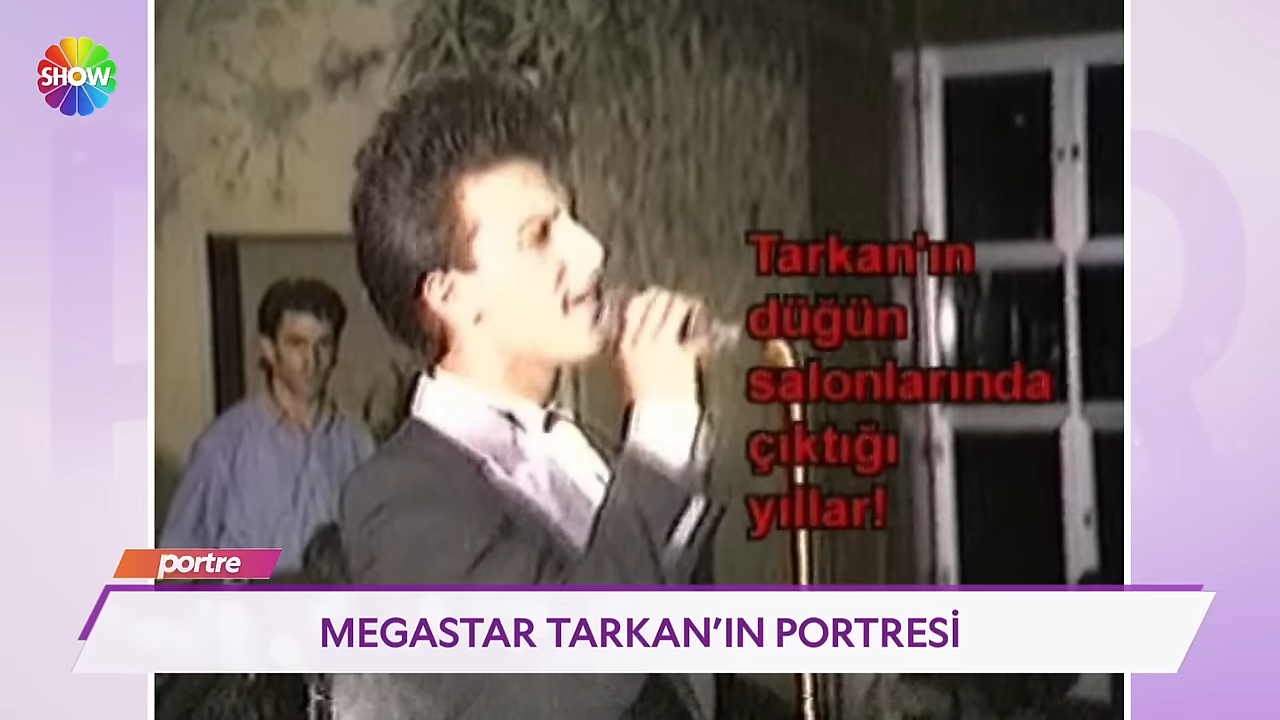 SHOW
Tarkan'ın
düğün
salonlarında
çıktığı
yıllar!
portre
MEGASTAR TARKAN'IN PORTRESİ